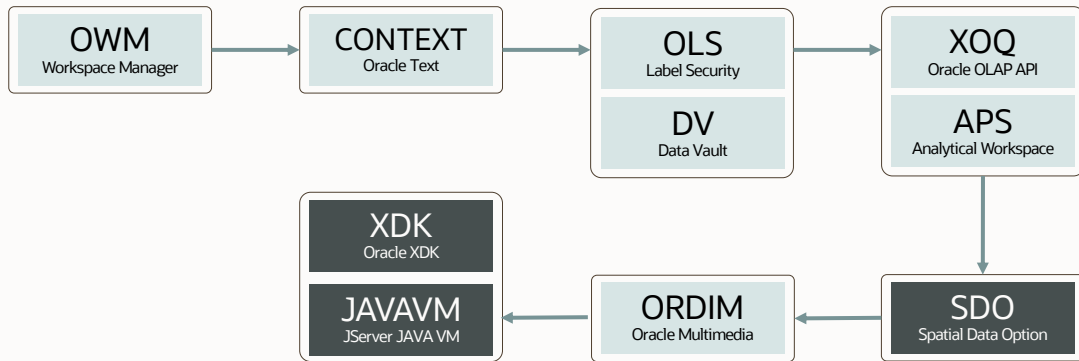 OWM
Workspace Manager
CONTEXT
Oracle Text
OLS
Label Security
DV
Data Vault
XOQ
Oracle OLAP API
APS
Analytical Workspace
SDO
Spatial Data Option
ORDIM
Oracle Multimedia
XDK
Oracle XDK
JAVAVM
JServer JAVA VM